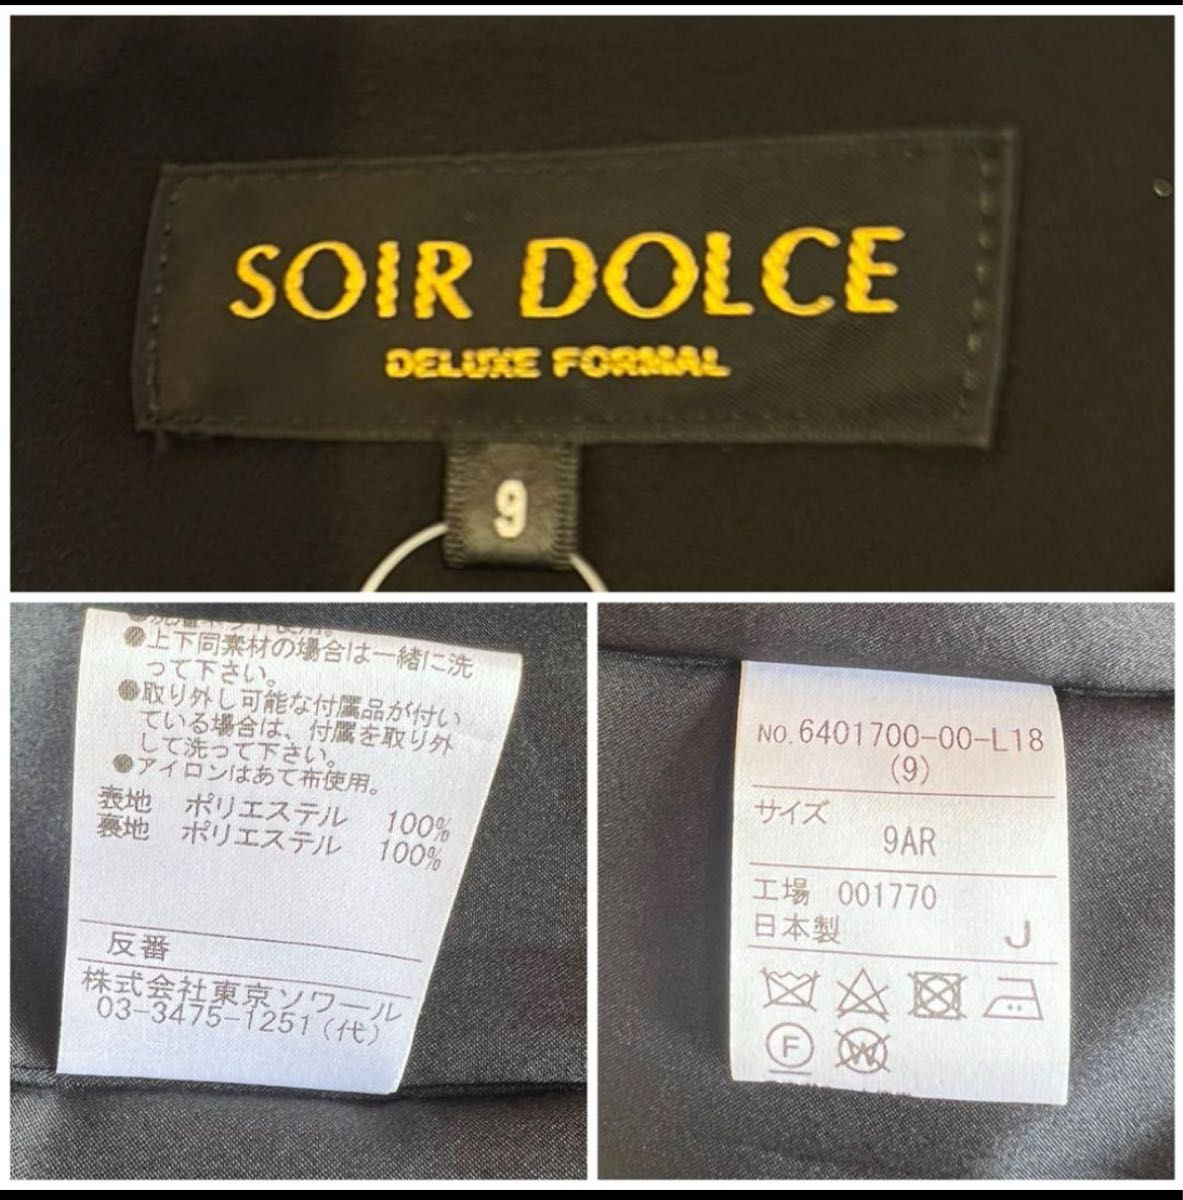 SOIR DOLCE
DELUXE FORMAL
9
●上下同素材の場合は一緒に洗
って下さい。
●取り外し可能な付属品が付い
ている場合は、付属を取り外
して洗って下さい。
●アイロンはあて布使用。
表地 ポリエステル 100%
裏地 ポリエステル 100%
反番
株式会社東京ソワール
03-3475-1251(代)
NO.6401700-00-L18
(9)
サイズ
9AR
工場 001770
日本製 J
F W